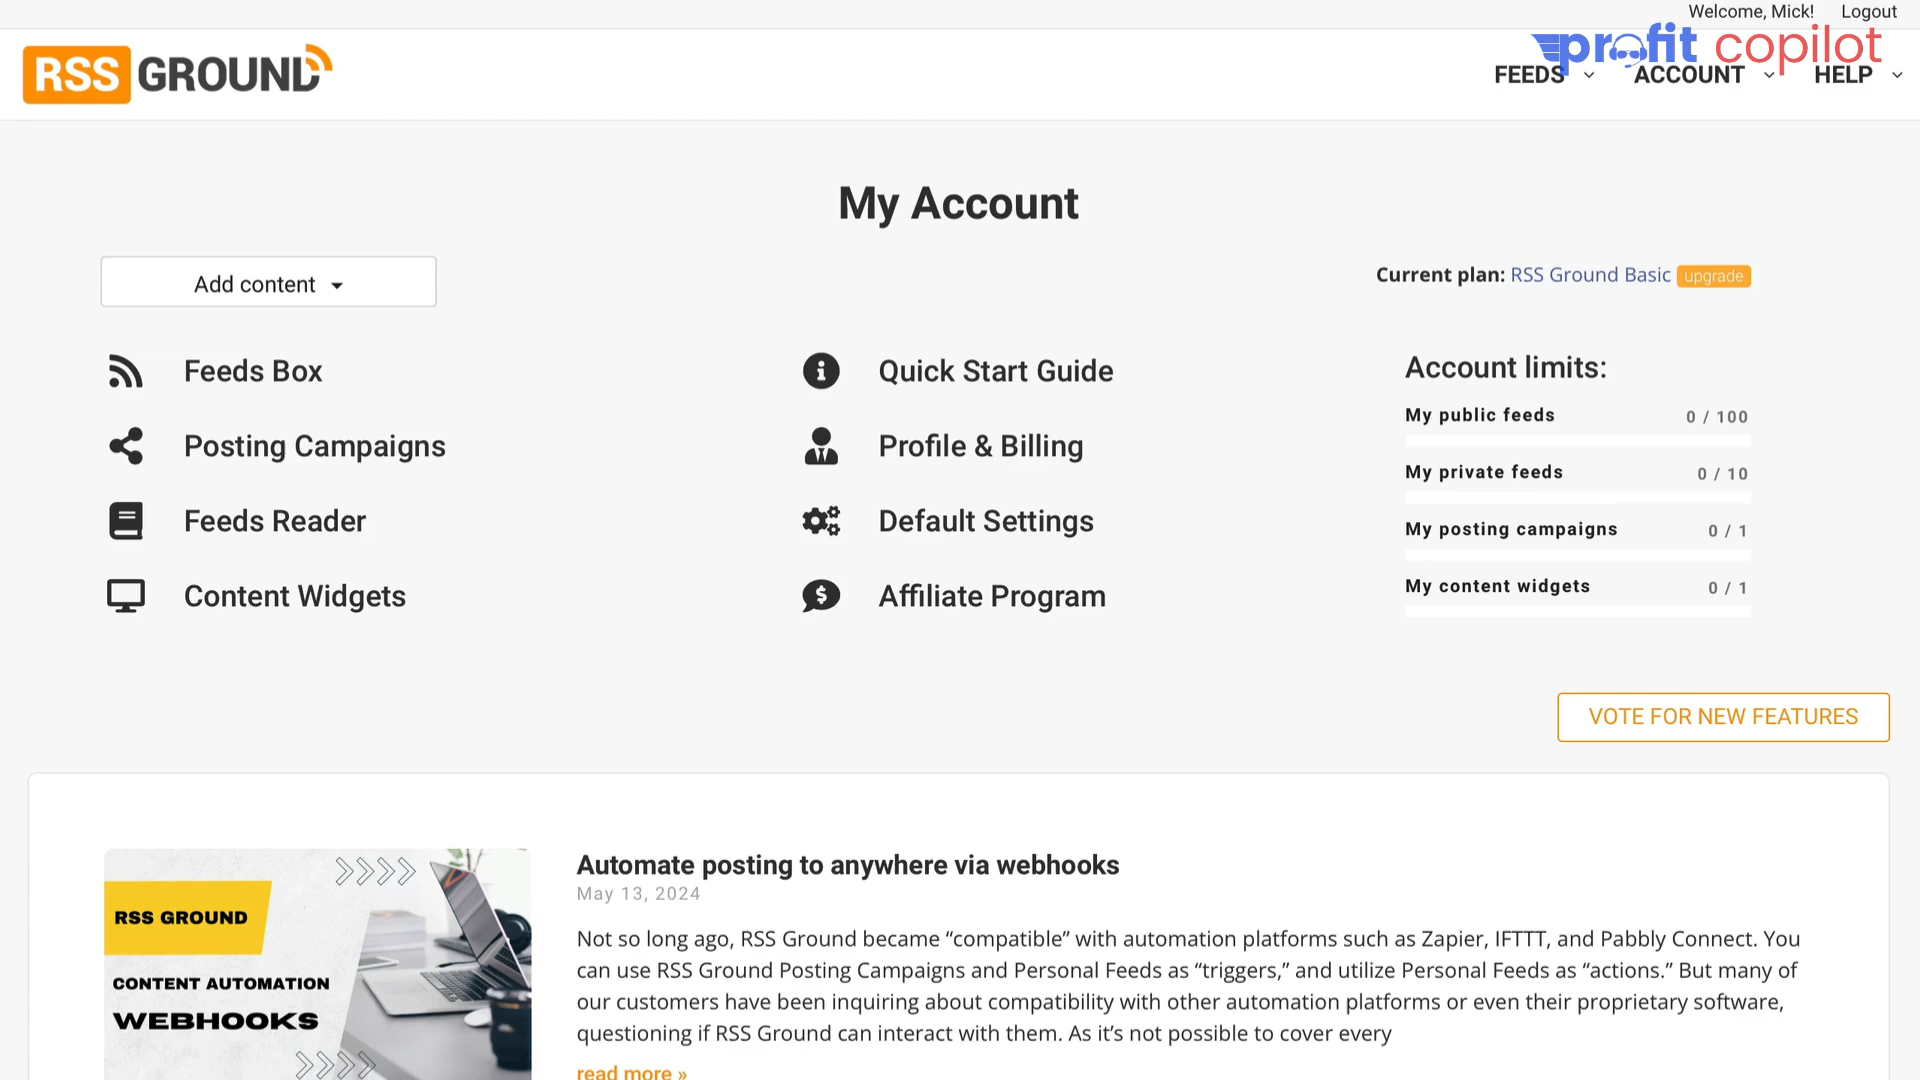 Welcome, Mick!
Logout
RSS GROUND
profit copilot
FEEDS
ACCOUNT
HELP
My Account
Add content
Current plan: RSS Ground Basic upgrade
Feeds Box
Posting Campaigns
Feeds Reader
Content Widgets
Quick Start Guide
Profile & Billing
Default Settings
Affiliate Program
Account limits:
My public feeds 0 / 100
My private feeds 0 / 10
My posting campaigns 0 / 1
My content widgets 0 / 1
VOTE FOR NEW FEATURES
RSS GROUND
CONTENT AUTOMATION
WEBHOOKS
Automate posting to anywhere via webhooks
May 13, 2024
Not so long ago, RSS Ground became “compatible” with automation platforms such as Zapier, IFTTT, and Pabbly Connect. You
can use RSS Ground Posting Campaigns and Personal Feeds as “triggers,” and utilize Personal Feeds as “actions.” But many of
our customers have been inquiring about compatibility with other automation platforms or even their proprietary software,
questioning if RSS Ground can interact with them. As it’s not possible to cover every
read more »